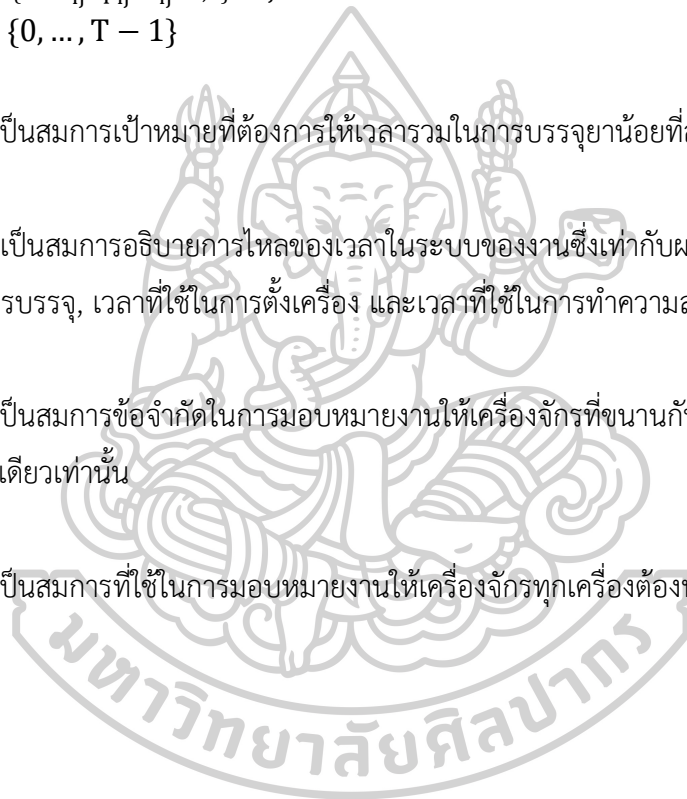 {0, ... , T − 1}
ป็นสมการเป้าหมายที่ต้องการให้เวลารวมในการบรรจุยาน้อยที่
เป็นสมการอธิบายการไหลของเวลาในระบบของงานซึ่งเท่ากับผ
รบรรจุ, เวลาที่ใช้ในการตั้งเครื่อง และเวลาที่ใช้ในการทำความส
ป็นสมการข้อจำกัดในการมอบหมายงานให้เครื่องจักรที่ขนานกั
เดียวเท่านั้น
ป็นสมการที่ใช้ในการมอบหมายงานให้เครื่องจักรทุกเครื่องต้อง
มหาวิทยาลัยศิลปากร